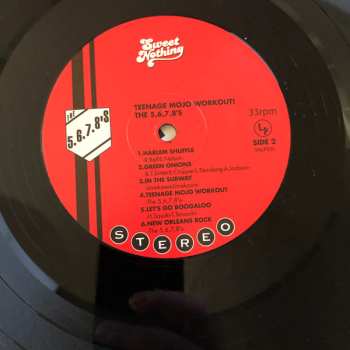 Sweet
Nothing
TEENAGE MOJO WORKOUT!
THE 5,6,7,8'S
33rpm
LP
SIDE 2
THE
5.6.7.8'S
1.HARLEM SHUFFLE
2.GREEN ONIONS
3.IN THE SUBWAY
4.TEENAGE MOJO WORKOUT
The 5,6,7,8's
5.LET'S GO BOOGALOO
6.NEW ORLEANS ROCK
The 5,6,7,8's
STEREO